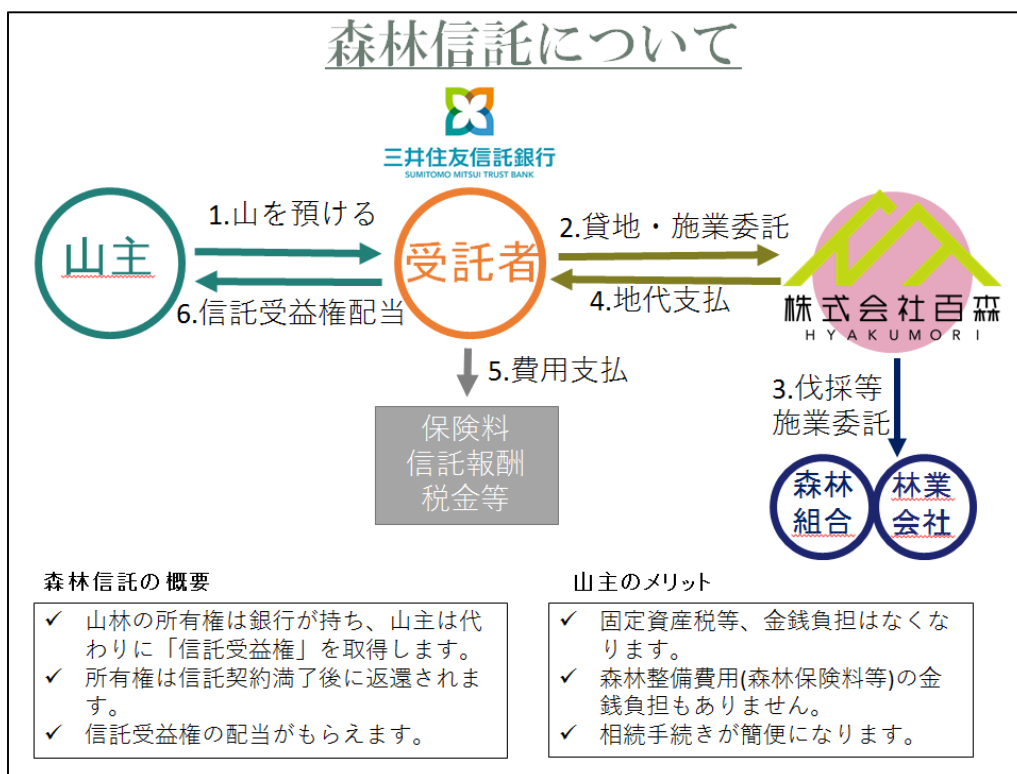 森林信託について
三井住友信託銀行
SUMITOMO MITSUI TRUST BANK
山主
1.山を預ける
6.信託受益権配当
受託者
2.貸地・施業委託
4.地代支払
株式会社百森
HYAKUMORI
5.費用支払
保険料
信託報酬
税金等
3.伐採等
施業委託
森林
組合
林業
会社
森林信託の概要
✓ 山林の所有権は銀行が持ち、山主は代
わりに「信託受益権」を取得します。
✓ 所有権は信託契約満了後に返還されま
す。
✓ 信託受益権の配当がもらえます。
山主のメリット
✓ 固定資産税等、金銭負担はなくな
ります。
✓ 森林整備費用(森林保険料等)の金
銭負担もありません。
✓ 相続手続きが簡便になります。